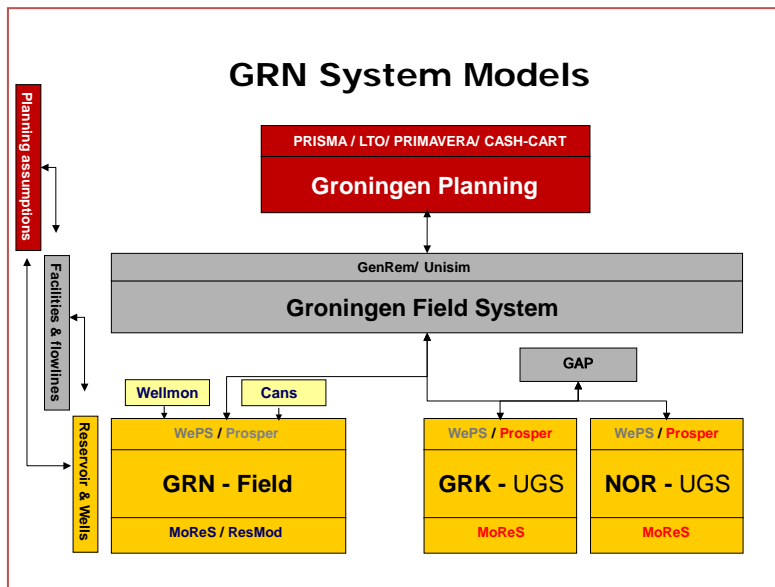 GRN System Models
Planning assumptions
PRISMA / LTO/ PRIMAVERA/ CASH-CART
Groningen Planning
Facilities & flowlines
GenRem/ Unisim
Groningen Field System
GAP
Wellmon
Cans
Reservoir & Wells
WePS / Prosper
GRN - Field
MoReS / ResMod
WePS / Prosper
GRK - UGS
MoReS
WePS / Prosper
NOR - UGS
MoReS